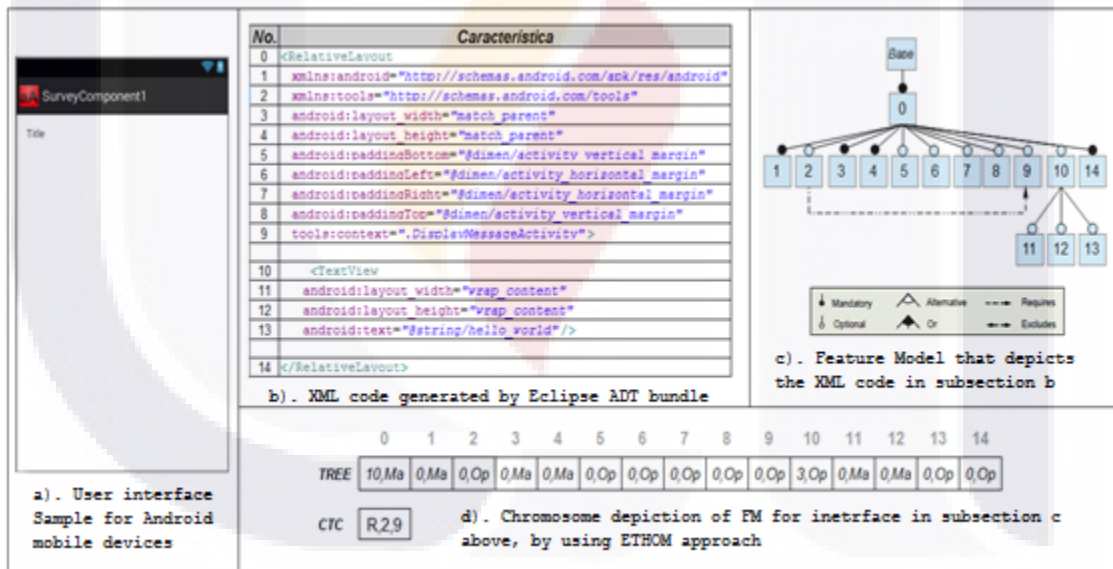 SurveyComponent1
Title
a). User interface
Sample for Android
mobile devices
No. Característica
0 <RelativeLayout
1 xmlns:android="http://schemas.android.com/apk/res/android"
2 xmlns:tools="http://schemas.android.com/tools"
3 android:layout_width="match_parent"
4 android:layout_height="match_parent"
5 android:paddingBottom="@dimen/activity_vertical_margin"
6 android:paddingLeft="@dimen/activity_horizontal_margin"
7 android:paddingRight="@dimen/activity_horizontal_margin"
8 android:paddingTop="@dimen/activity_vertical_margin"
9 tools:context=".DisplayMessageActivity">
10 <TextView
11 android:layout_width="wrap_content"
12 android:layout_height="wrap_content"
13 android:text="@string/hello_world"/>
14 </RelativeLayout>
b). XML code generated by Eclipse ADT bundle
Base
0
1 2 3 4 5 6 7 8 9 10 14
11 12 13
Mandatory Alternative Requires
Optional Or Excludes
c). Feature Model that depicts
the XML code in subsection b
0 1 2 3 4 5 6 7 8 9 10 11 12 13 14
TREE 10,Ma 0,Ma 0,Op 0,Ma 0,Ma 0,Op 0,Op 0,Op 0,Op 0,Op 3,Op 0,Ma 0,Ma 0,Op 0,Op
CTC R,2,9
d). Chromosome depiction of FM for inetrface in subsection c
above, by using ETHOM approach